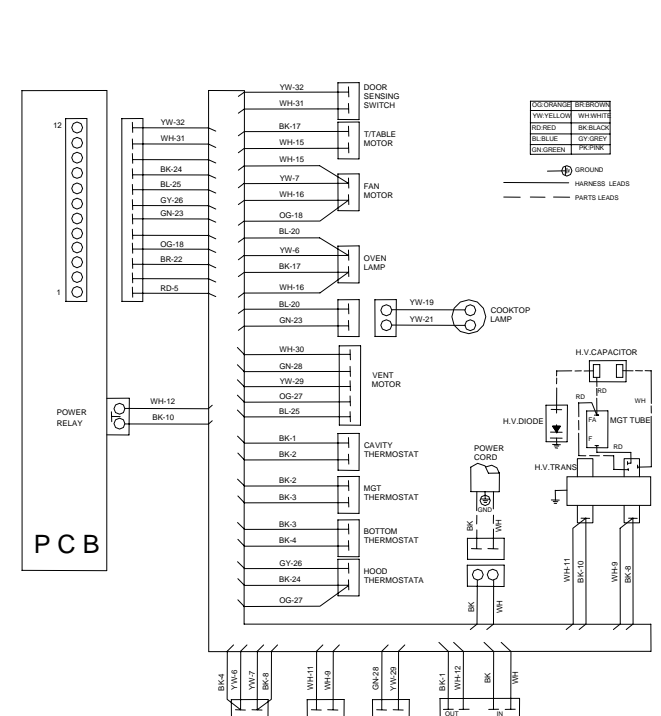 12
1
YW-32
WH-31
BK-24
BL-25
GY-26
GN-23
OG-18
BR-22
RD-5
POWER
RELAY
WH-12
BK-10
PCB
YW-32
WH-31
DOOR
SENSING
SWITCH
BK-17
WH-15
T/TABLE
MOTOR
WH-15
YW-7
WH-16
OG-18
FAN
MOTOR
BL-20
YW-6
BK-17
WH-16
OVEN
LAMP
BL-20
GN-23
YW-19
YW-21
COOKTOP
LAMP
WH-30
GN-28
YW-29
OG-27
BL-25
VENT
MOTOR
BK-1
BK-2
CAVITY
THERMOSTAT
BK-2
BK-3
MGT
THERMOSTAT
BK-3
BK-4
BOTTOM
THERMOSTAT
GY-26
BK-24
OG-27
HOOD
THERMOSTATA
OG:ORANGE BR:BROWN
YW:YELLOW WH:WHITE
RD:RED BK:BLACK
BL:BLUE GY:GREY
GN:GREEN PK:PINK
GROUND
HARNESS LEADS
PARTS LEADS
H.V.CAPACITOR
RD
RD
WH
H.V.DIODE
FA
F
MGT TUBE
RD
H.V.TRANS
POWER
CORD
GND
BK
WH
BK
WH
WH-11
BK-10
WH-9
BK-8
BK-4
YW-6
YW-7
BK-8
WH-11
WH-9
GN-28
YW-29
BK-1
WH-12
BK
WH
OUT
IN